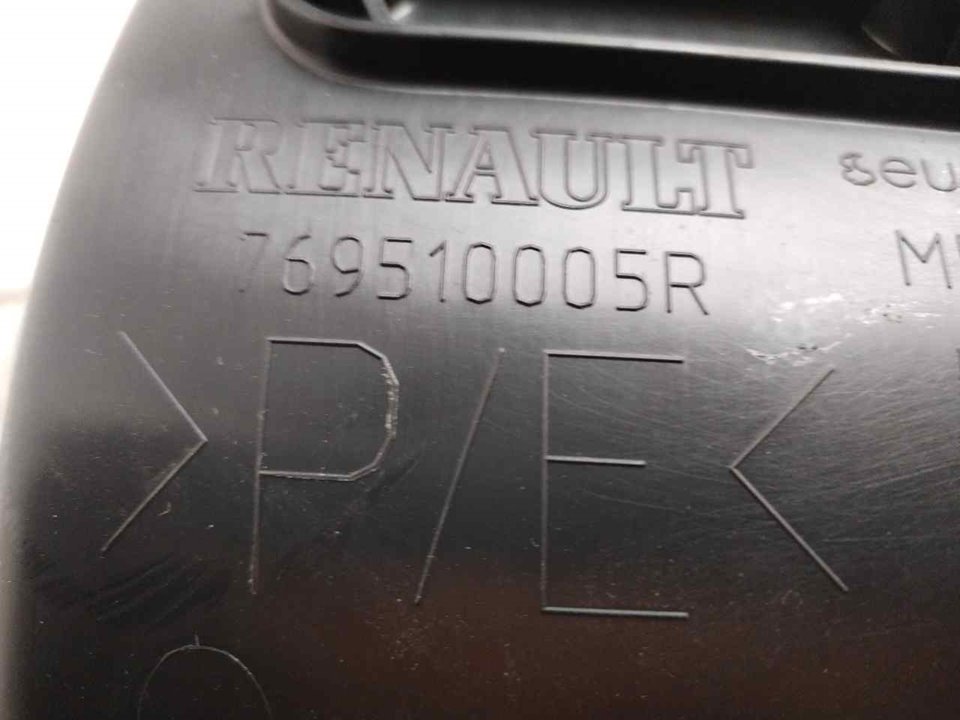 RENAULT
769510005R
>P/E<